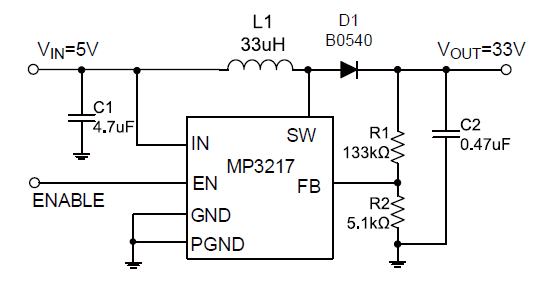 L1
33uH
D1
B0540
VIN=5V
VOUT=33V
C1
4.7uF
IN
SW
MP3217
EN
FB
GND
PGND
ENABLE
R1
133kΩ
C2
0.47uF
R2
5.1kΩ